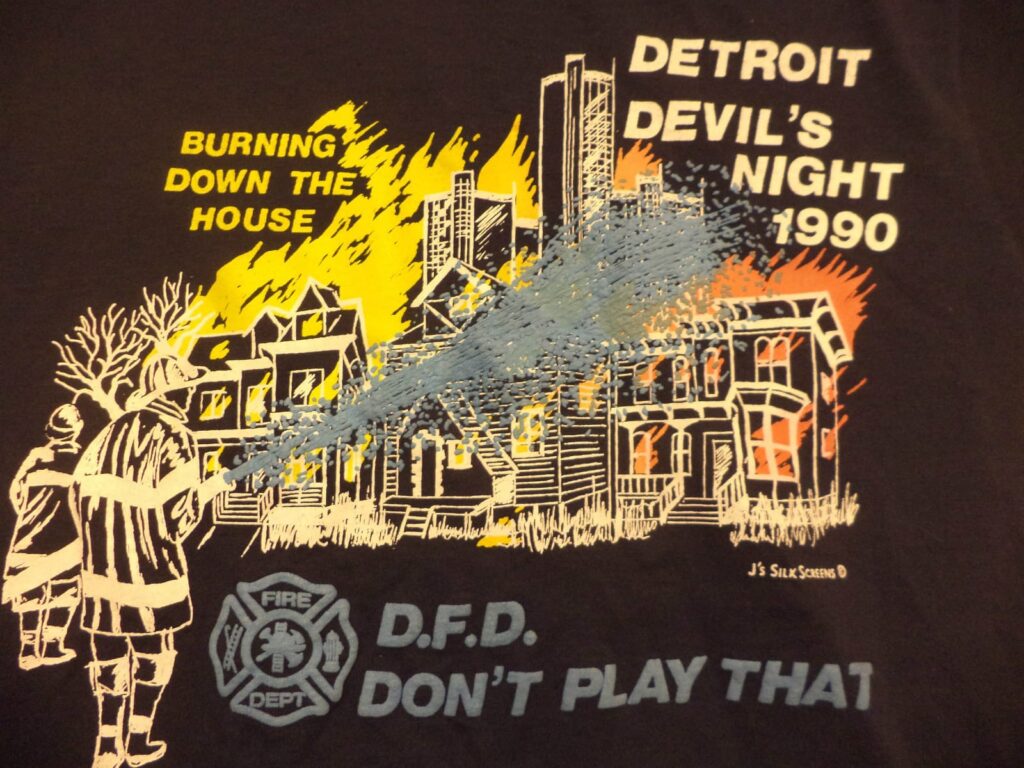 DETROIT
DEVIL'S
NIGHT
1990
BURNING
DOWN THE
HOUSE
J'S SILK SCREENS ©
FIRE
DEPT
D.F.D.
DON'T PLAY THAT